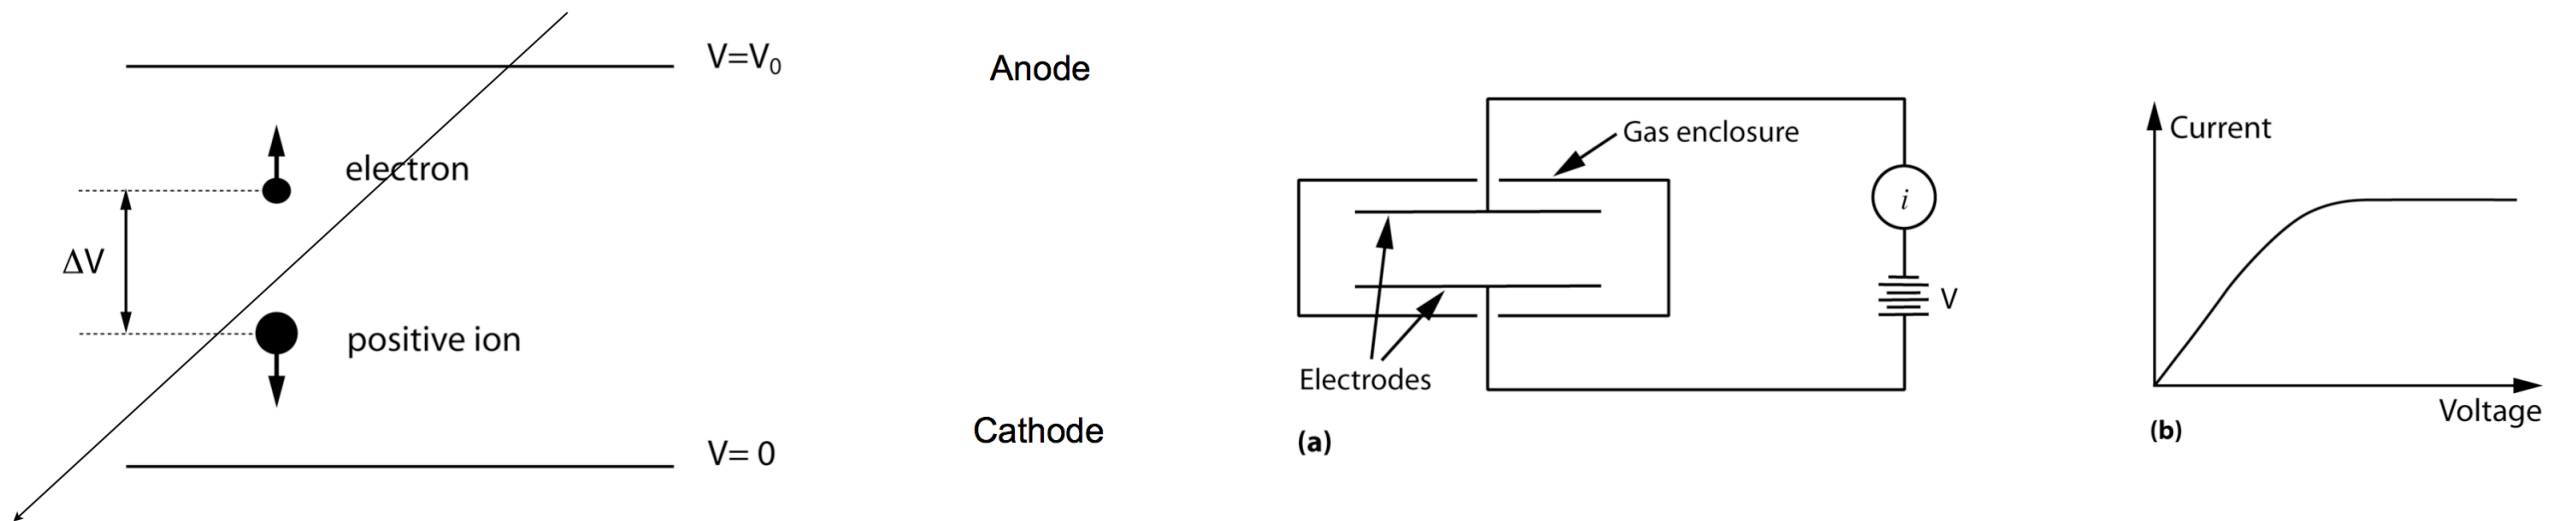 V=V₀
electron
ΔV
positive ion
V= 0
Anode
Cathode
Gas enclosure
i
V
Electrodes
(a)
Current
Voltage
(b)